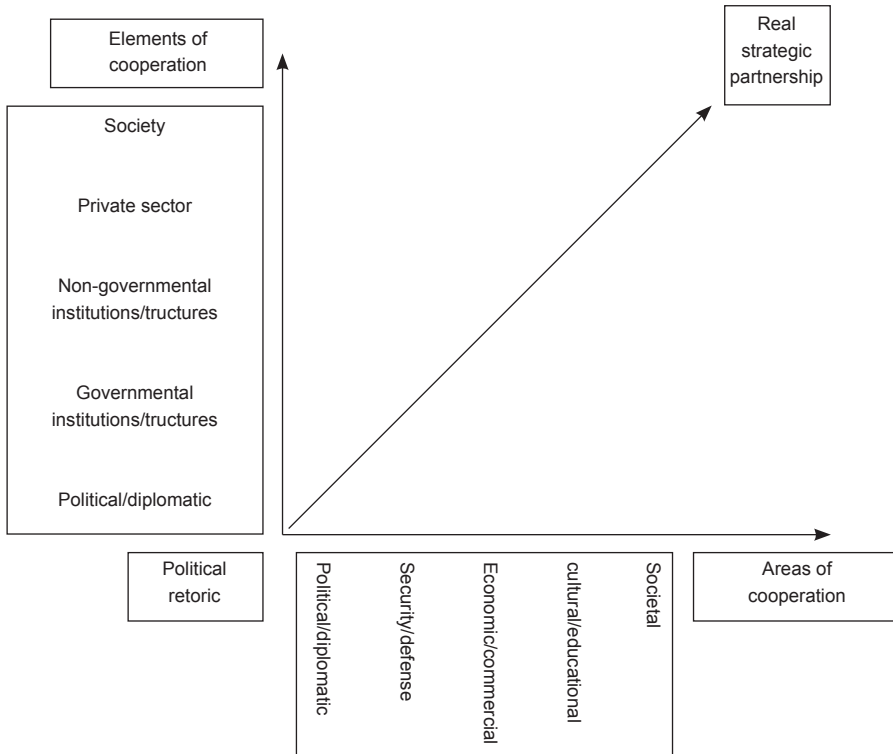 Elements of
cooperation
Real
strategic
partnership
Society
Private sector
Non-governmental
institutions/tructures
Governmental
institutions/tructures
Political/diplomatic
Political
retoric
Political/diplomatic
Security/defense
Economic/commercial
cultural/educational
Societal
Areas of
cooperation